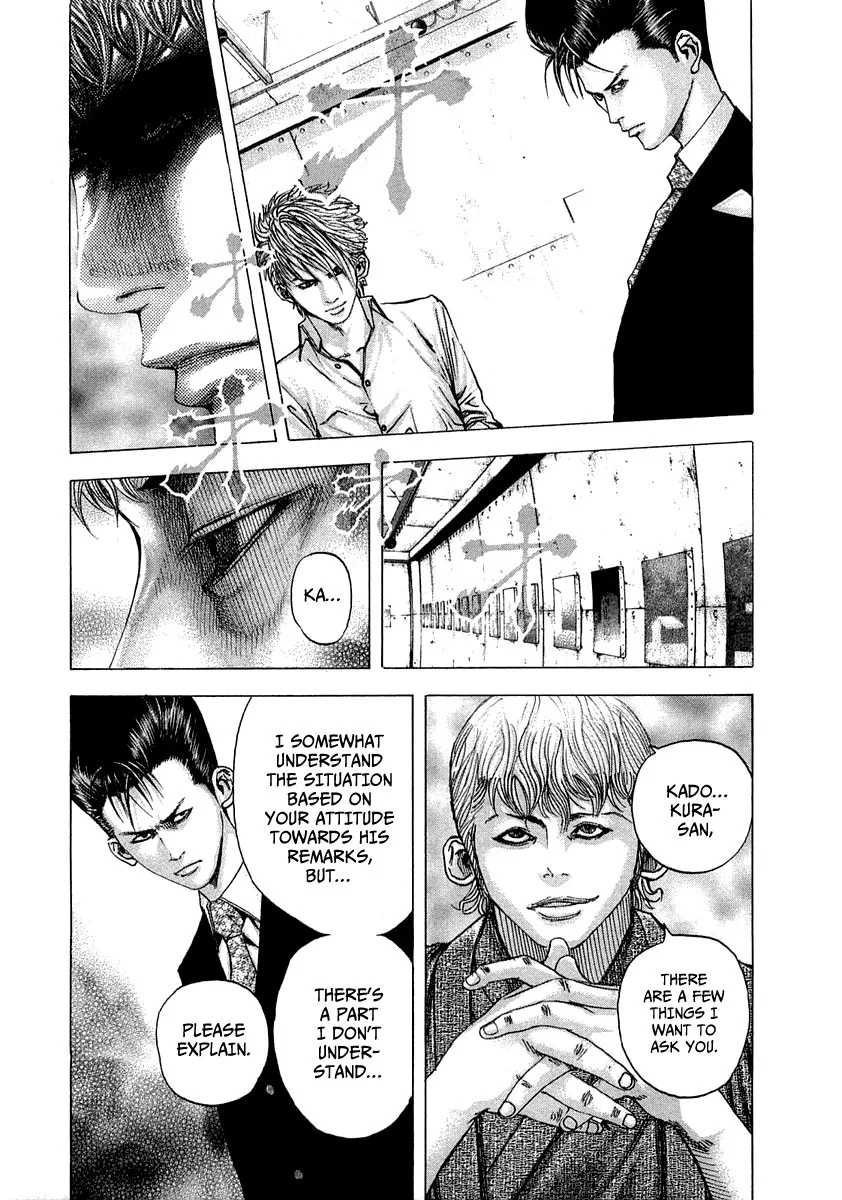 KA...
KADO...
KURA-
SAN,
THERE
ARE A FEW
THINGS I
WANT TO
ASK YOU.
I SOMEWHAT
UNDERSTAND
THE SITUATION
BASED ON
YOUR ATTITUDE
TOWARDS HIS
REMARKS,
BUT...
THERE'S
A PART
I DON'T
UNDER-
STAND...
PLEASE
EXPLAIN.